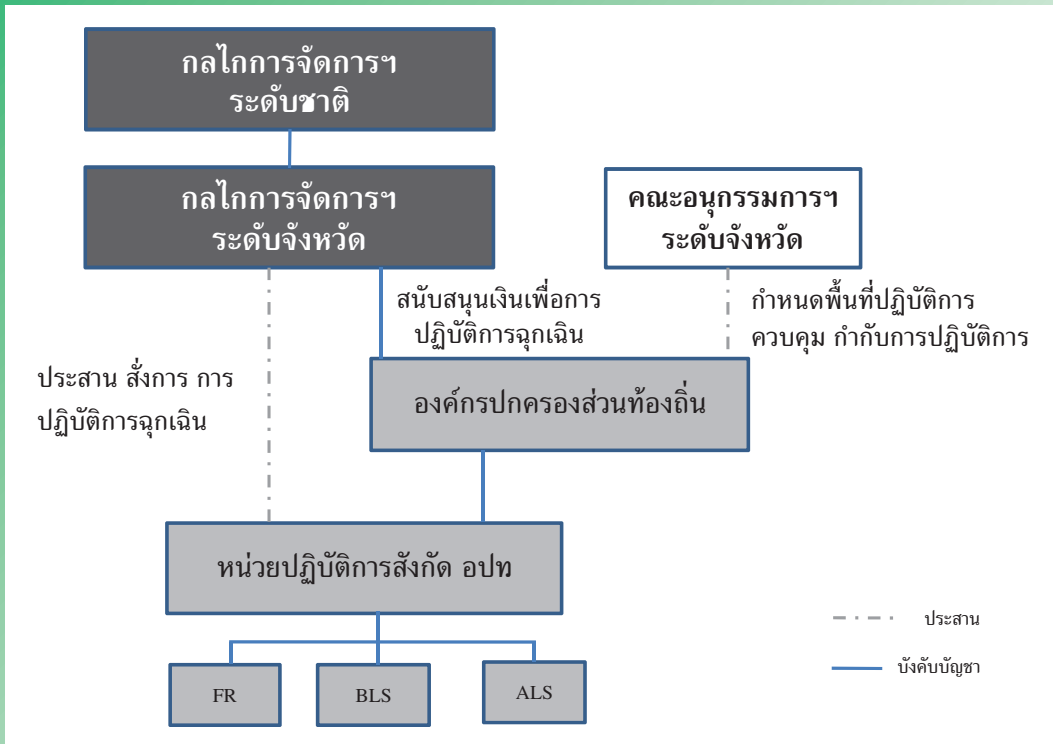 กลไกการจัดการฯ
ระดับชาติ
กลไกการจัดการฯ
ระดับจังหวัด
คณะอนุกรรมการฯ
ระดับจังหวัด
สนับสนุนเงินเพื่อการ
ปฏิบัติการฉุกเฉิน
กำหนดพื้นที่ปฏิบัติการ
ควบคุม กำกับการปฏิบัติการ
ประสาน สั่งการ การ
ปฏิบัติการฉุกเฉิน
องค์กรปกครองส่วนท้องถิ่น
หน่วยปฏิบัติการสังกัด อปท
ประสาน
บังคับบัญชา
FR
BLS
ALS